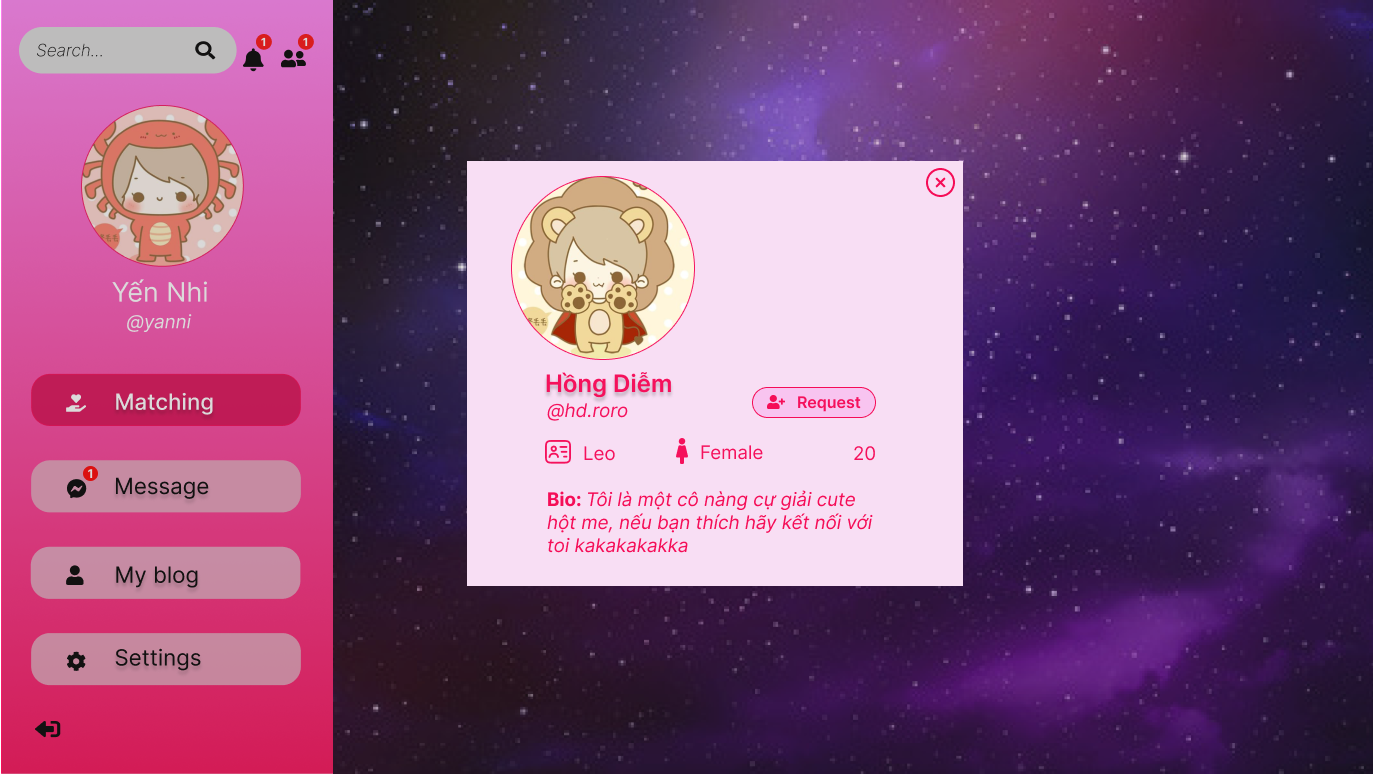 Search...
1
1
Yến Nhi
@yanni
Matching
1
Message
My blog
Settings
Hồng Diễm
@hd.roro
Request
Leo
Female
20
Bio: Tôi là một cô nàng cự giải cute
hột me, nếu bạn thích hãy kết nối với
toi kakakakakka